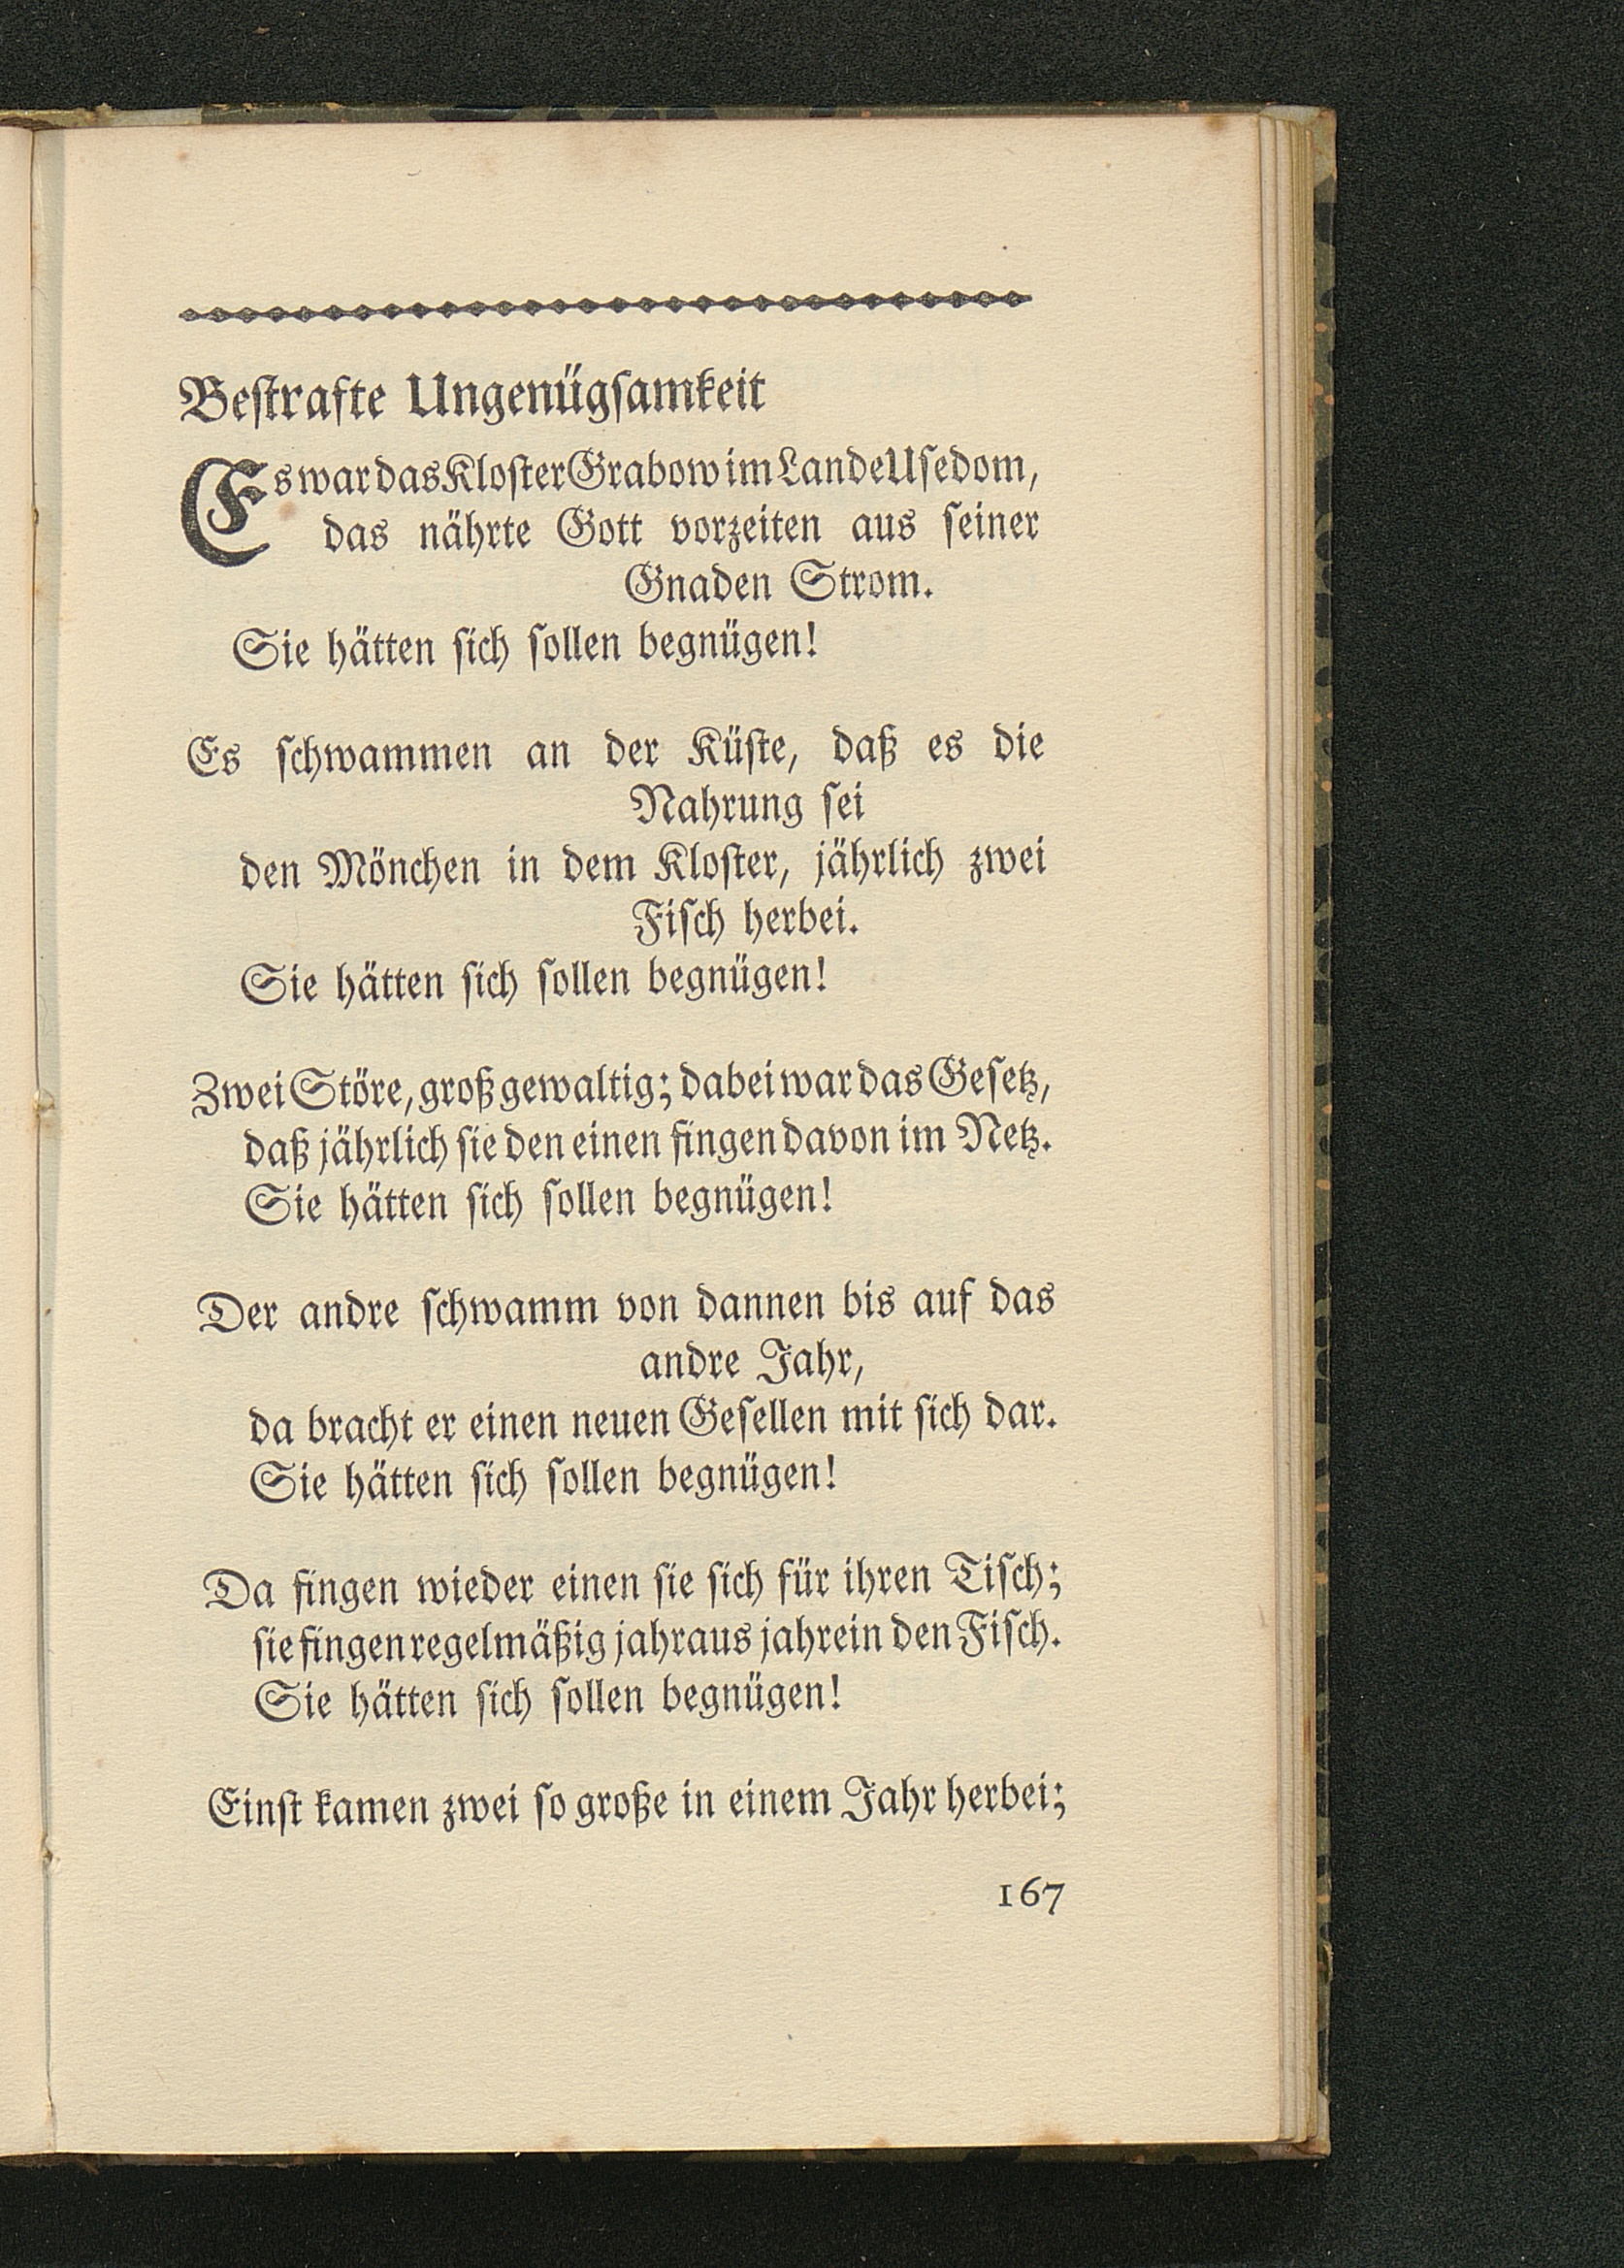 Beſtrafte Ungenügſamkeit
Es war das Kloſter Grabow im Lande Uſedom,
das nährte Gott vorzeiten aus ſeiner
Gnaden Strom.
Sie hätten ſich ſollen begnügen!
Es ſchwammen an der Küſte, daß es die
Nahrung ſei
den Mönchen in dem Kloſter, jährlich zwei
Fiſch herbei.
Sie hätten ſich ſollen begnügen!
Zwei Störe, groß gewaltig; dabei war das Geſetz,
daß jährlich ſie den einen fingen davon im Netz.
Sie hätten ſich ſollen begnügen!
Der andre ſchwamm von dannen bis auf das
andre Jahr,
da bracht er einen neuen Geſellen mit ſich dar.
Sie hätten ſich ſollen begnügen!
Da fingen wieder einen ſie ſich für ihren Tiſch;
ſie fingen regelmäßig jahraus jahrein den Fiſch.
Sie hätten ſich ſollen begnügen!
Einſt kamen zwei ſo große in einem Jahr herbei;
167